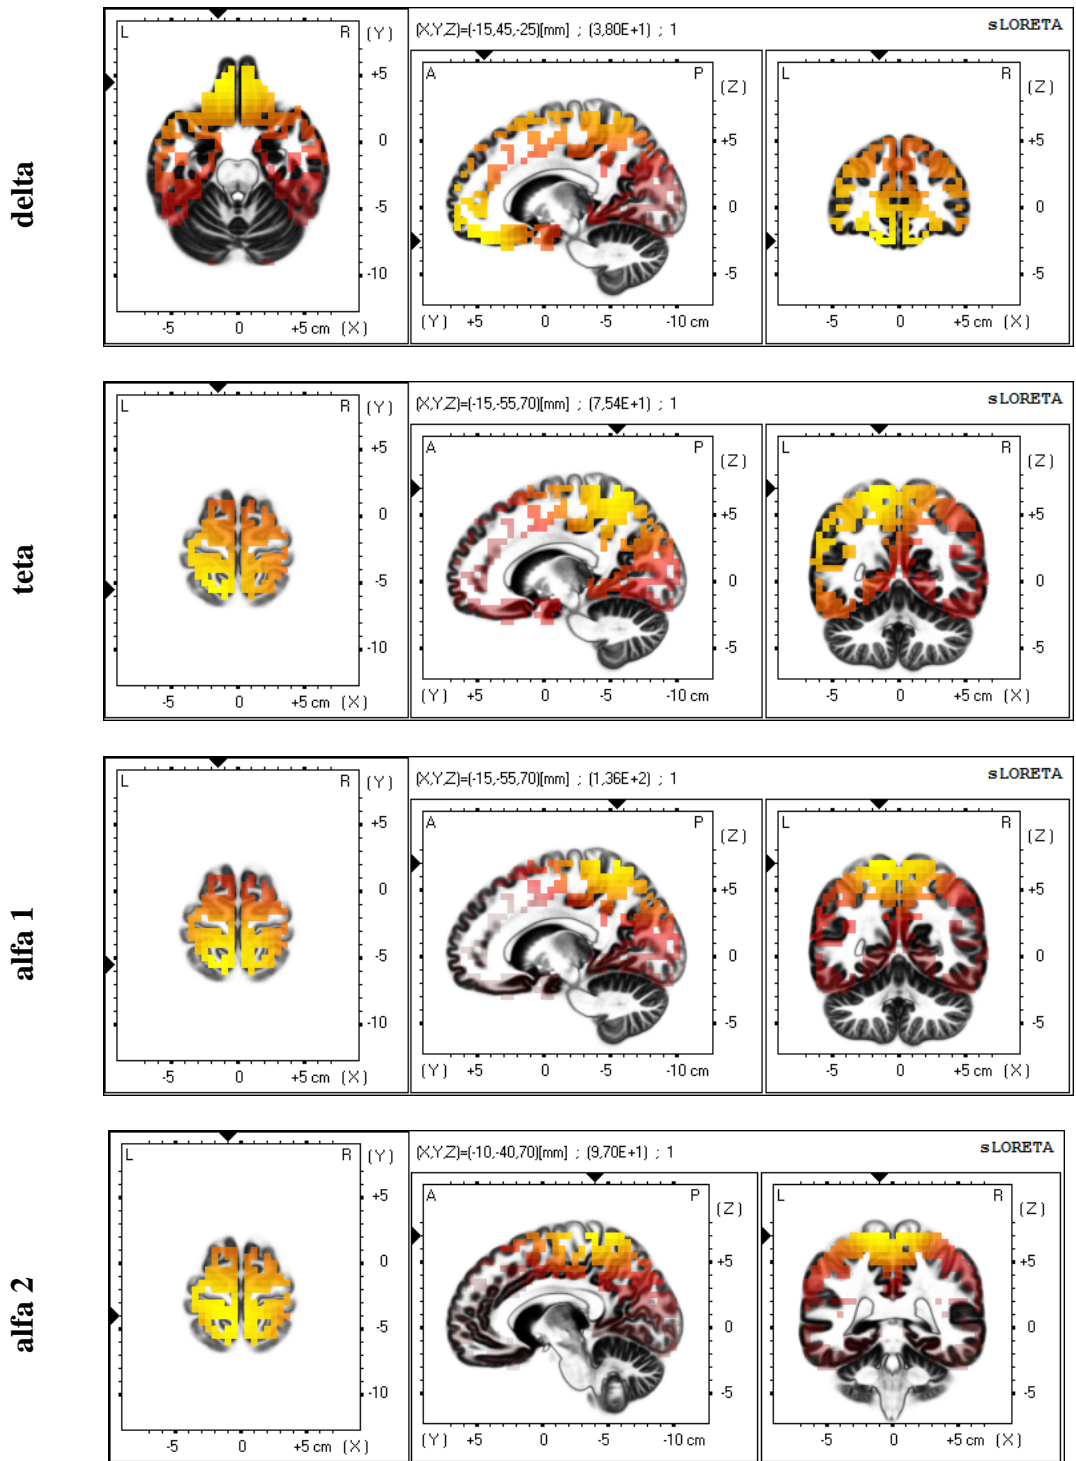 delta
L R (Y)
+5
0
-5
-10
-5 0 +5 cm (X)
(X,Y,Z)=(-15,45,-25)[mm] ; (3,80E+1) ; 1 sLORETA
A P (Z)
+5
0
-5
(Y) +5 0 -5 -10 cm
L R (Z)
+5
0
-5
-5 0 +5 cm (X)
teta
L R (Y)
+5
0
-5
-10
-5 0 +5 cm (X)
(X,Y,Z)=(-15,-55,70)[mm] ; (7,54E+1) ; 1 sLORETA
A P (Z)
+5
0
-5
(Y) +5 0 -5 -10 cm
L R (Z)
+5
0
-5
-5 0 +5 cm (X)
alfa 1
L R (Y)
+5
0
-5
-10
-5 0 +5 cm (X)
(X,Y,Z)=(-15,-55,70)[mm] ; (1,36E+2) ; 1 sLORETA
A P (Z)
+5
0
-5
(Y) +5 0 -5 -10 cm
L R (Z)
+5
0
-5
-5 0 +5 cm (X)
alfa 2
L R (Y)
+5
0
-5
-10
-5 0 +5 cm (X)
(X,Y,Z)=(-10,-40,70)[mm] ; (9,70E+1) ; 1 sLORETA
A P (Z)
+5
0
-5
(Y) +5 0 -5 -10 cm
L R (Z)
+5
0
-5
-5 0 +5 cm (X)